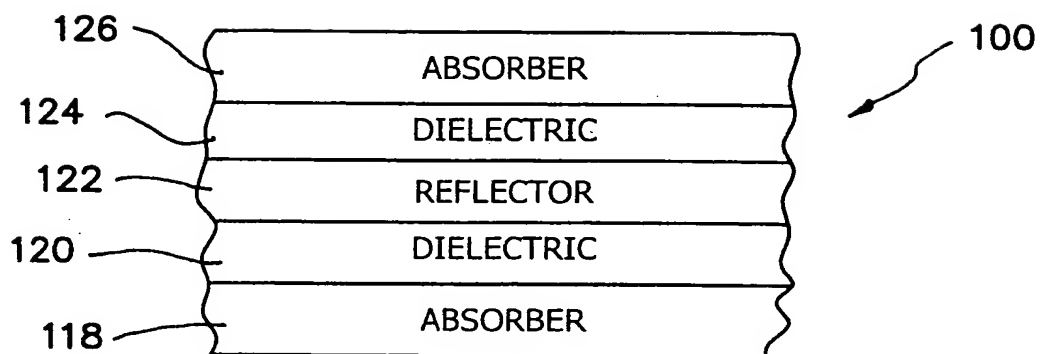 126
ABSORBER
100
124
DIELECTRIC
122
REFLECTOR
120
DIELECTRIC
118
ABSORBER